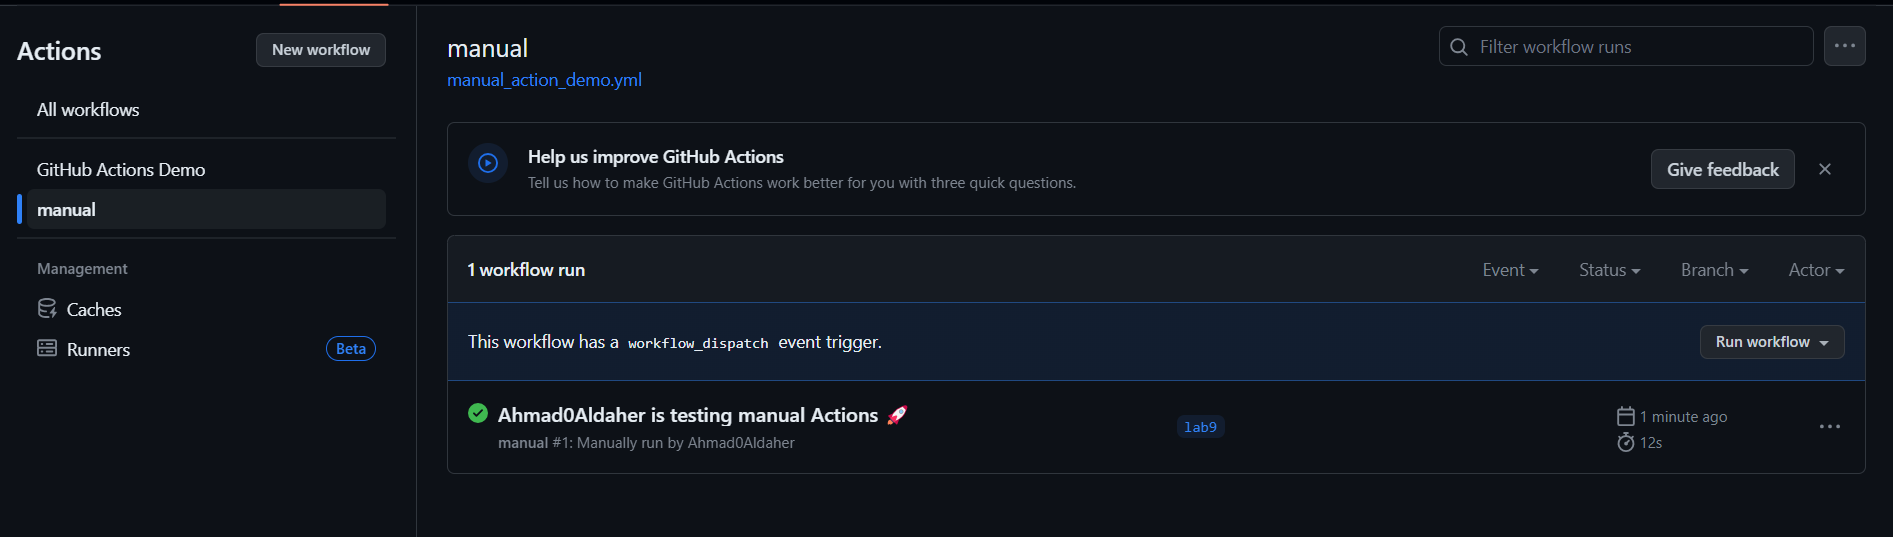 Actions
New workflow
All workflows
GitHub Actions Demo
manual
Management
Caches
Runners
Beta
manual
manual_action_demo.yml
Filter workflow runs
Help us improve GitHub Actions
Tell us how to make GitHub Actions work better for you with three quick questions.
Give feedback
1 workflow run
Event
Status
Branch
Actor
This workflow has a workflow_dispatch event trigger.
Run workflow
Ahmad0Aldaher is testing manual Actions 🚀
manual #1: Manually run by Ahmad0Aldaher
lab9
1 minute ago
12s